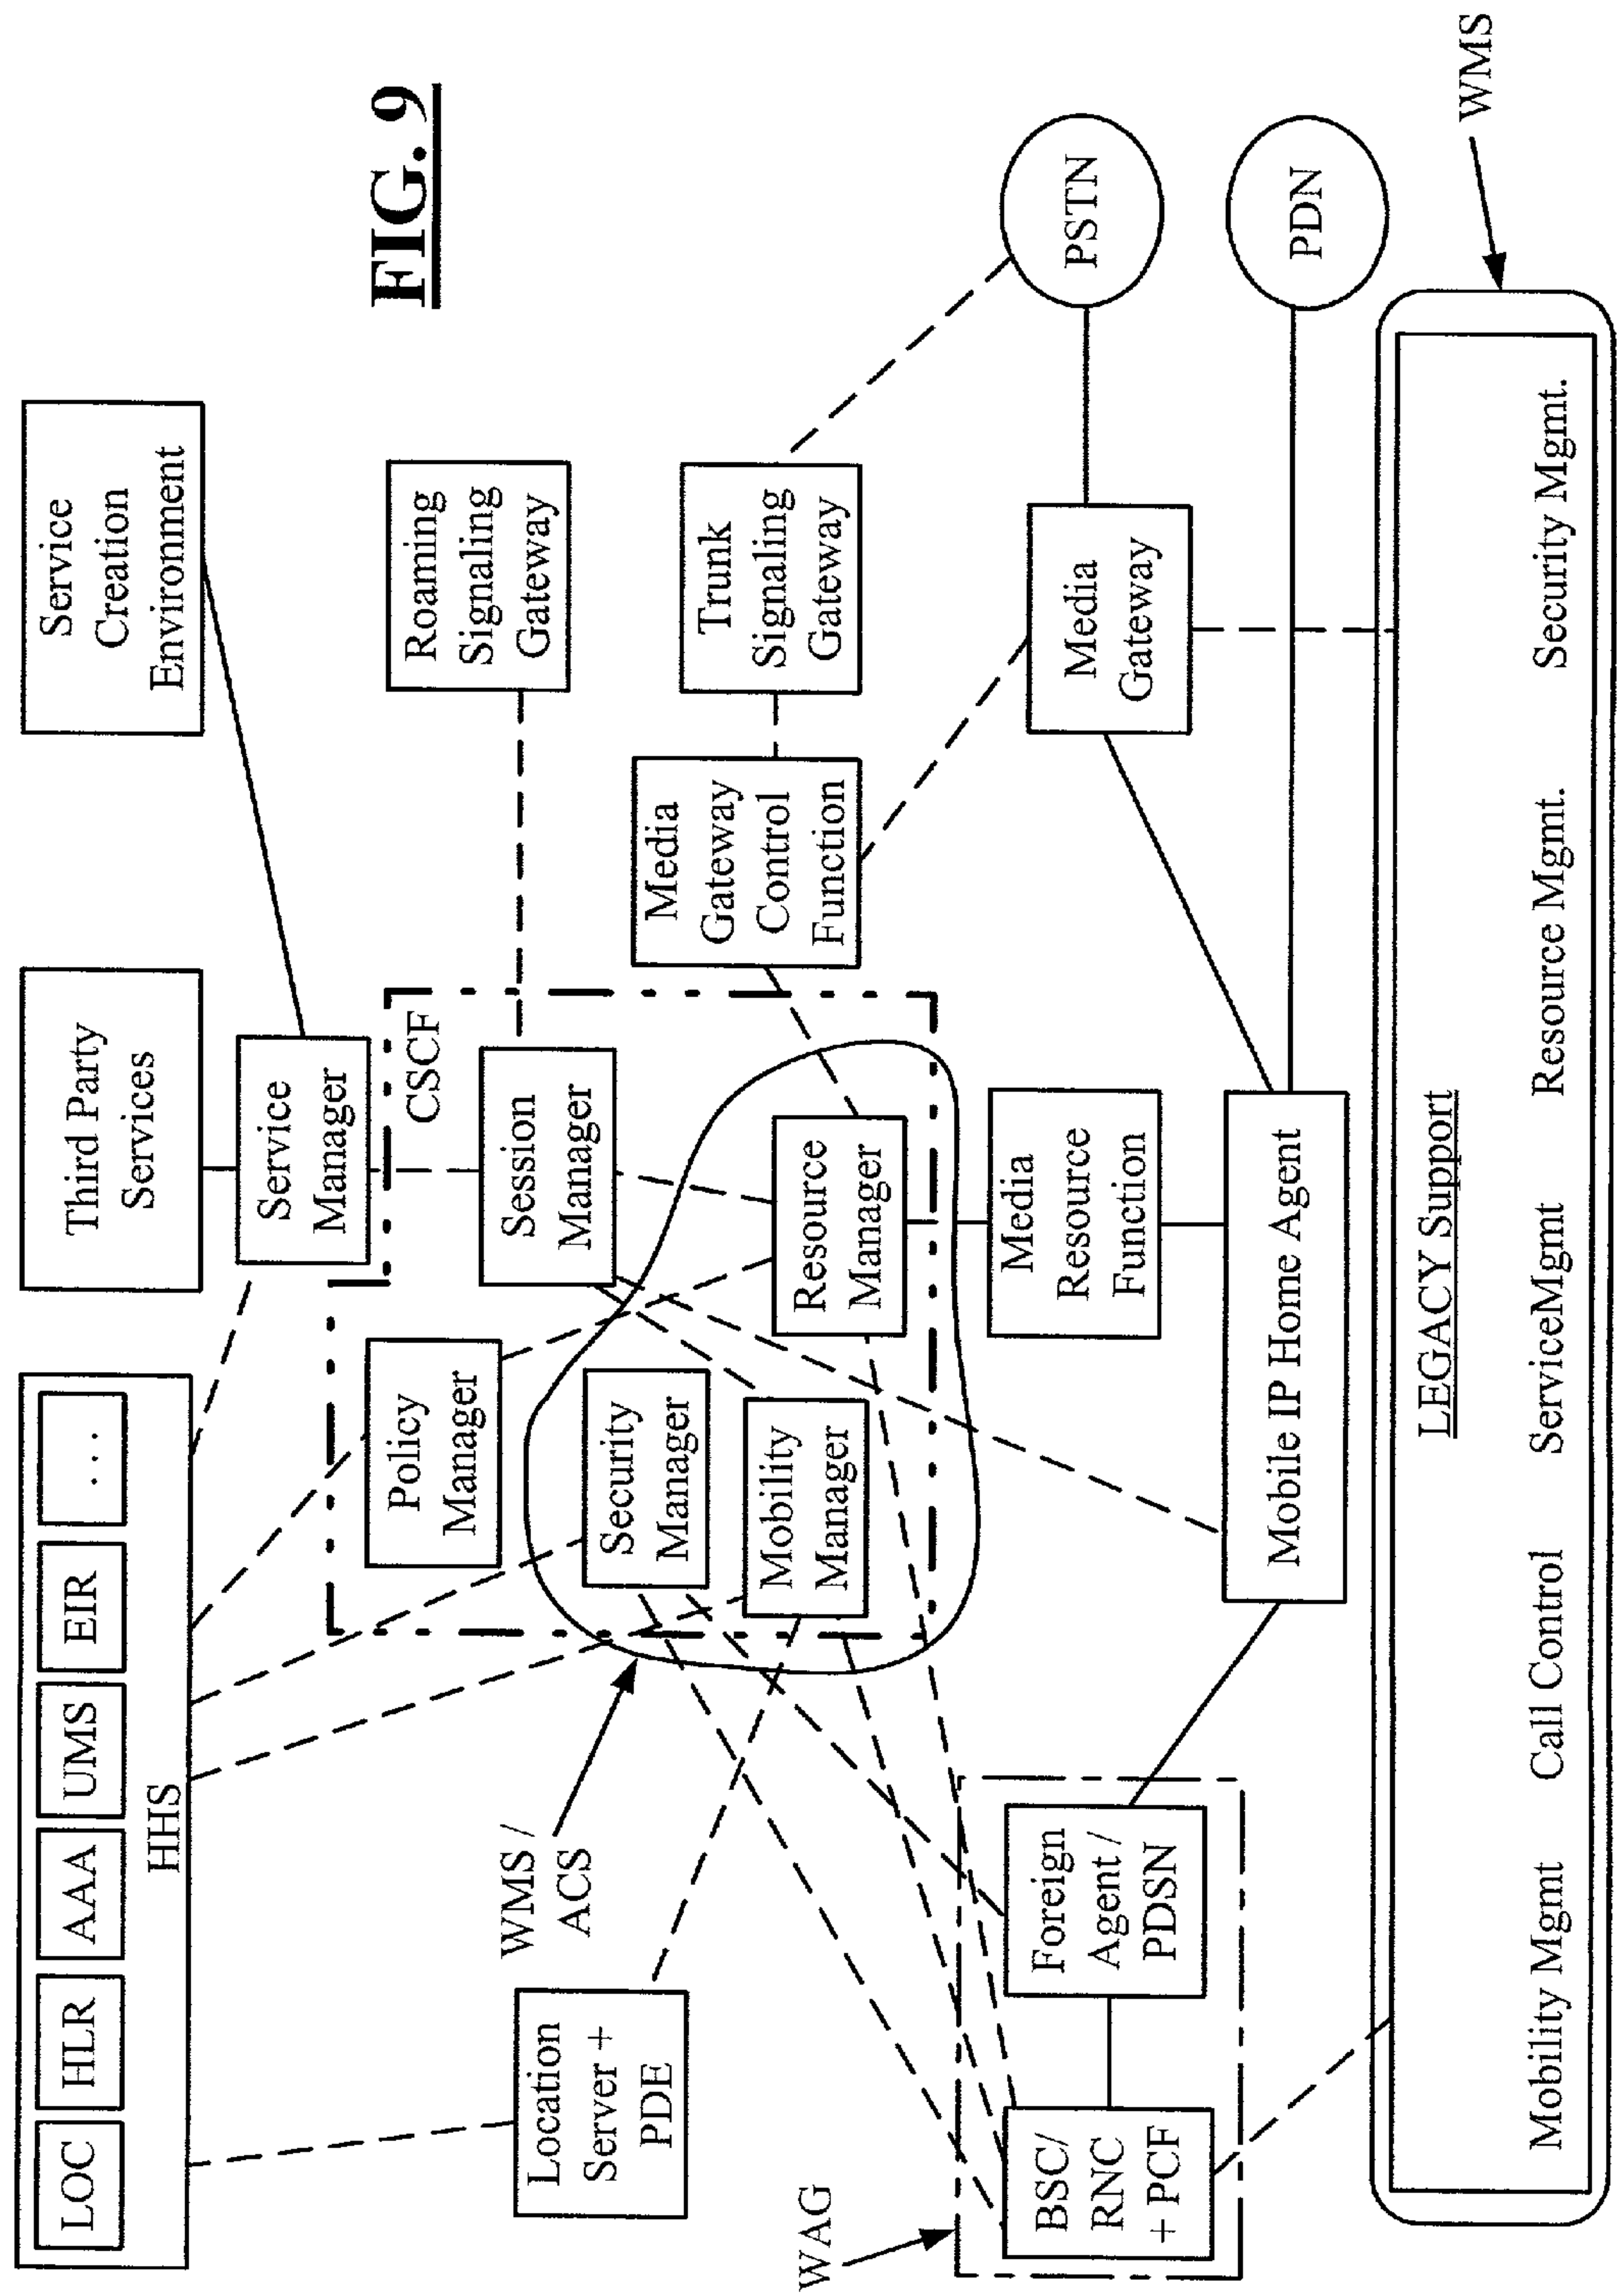 FIG. 9
LOC
HLR
AAA
UMS
EIR
...
HHS
Third Party
Services
Service
Creation
Environment
Service
Manager
CSCF
Policy
Manager
Session
Manager
Roaming
Signaling
Gateway
Location
Server +
PDE
WMS /
ACS
Security
Manager
Mobility
Manager
Resource
Manager
Media
Gateway
Control
Function
Trunk
Signaling
Gateway
WAG
BSC/
RNC
+ PCF
Foreign
Agent /
PDSN
Media
Resource
Function
Media
Gateway
PSTN
Mobile IP Home Agent
PDN
LEGACY Support
Mobility Mgmt
Call Control
ServiceMgmt
Resource Mgmt.
Security Mgmt.
WMS